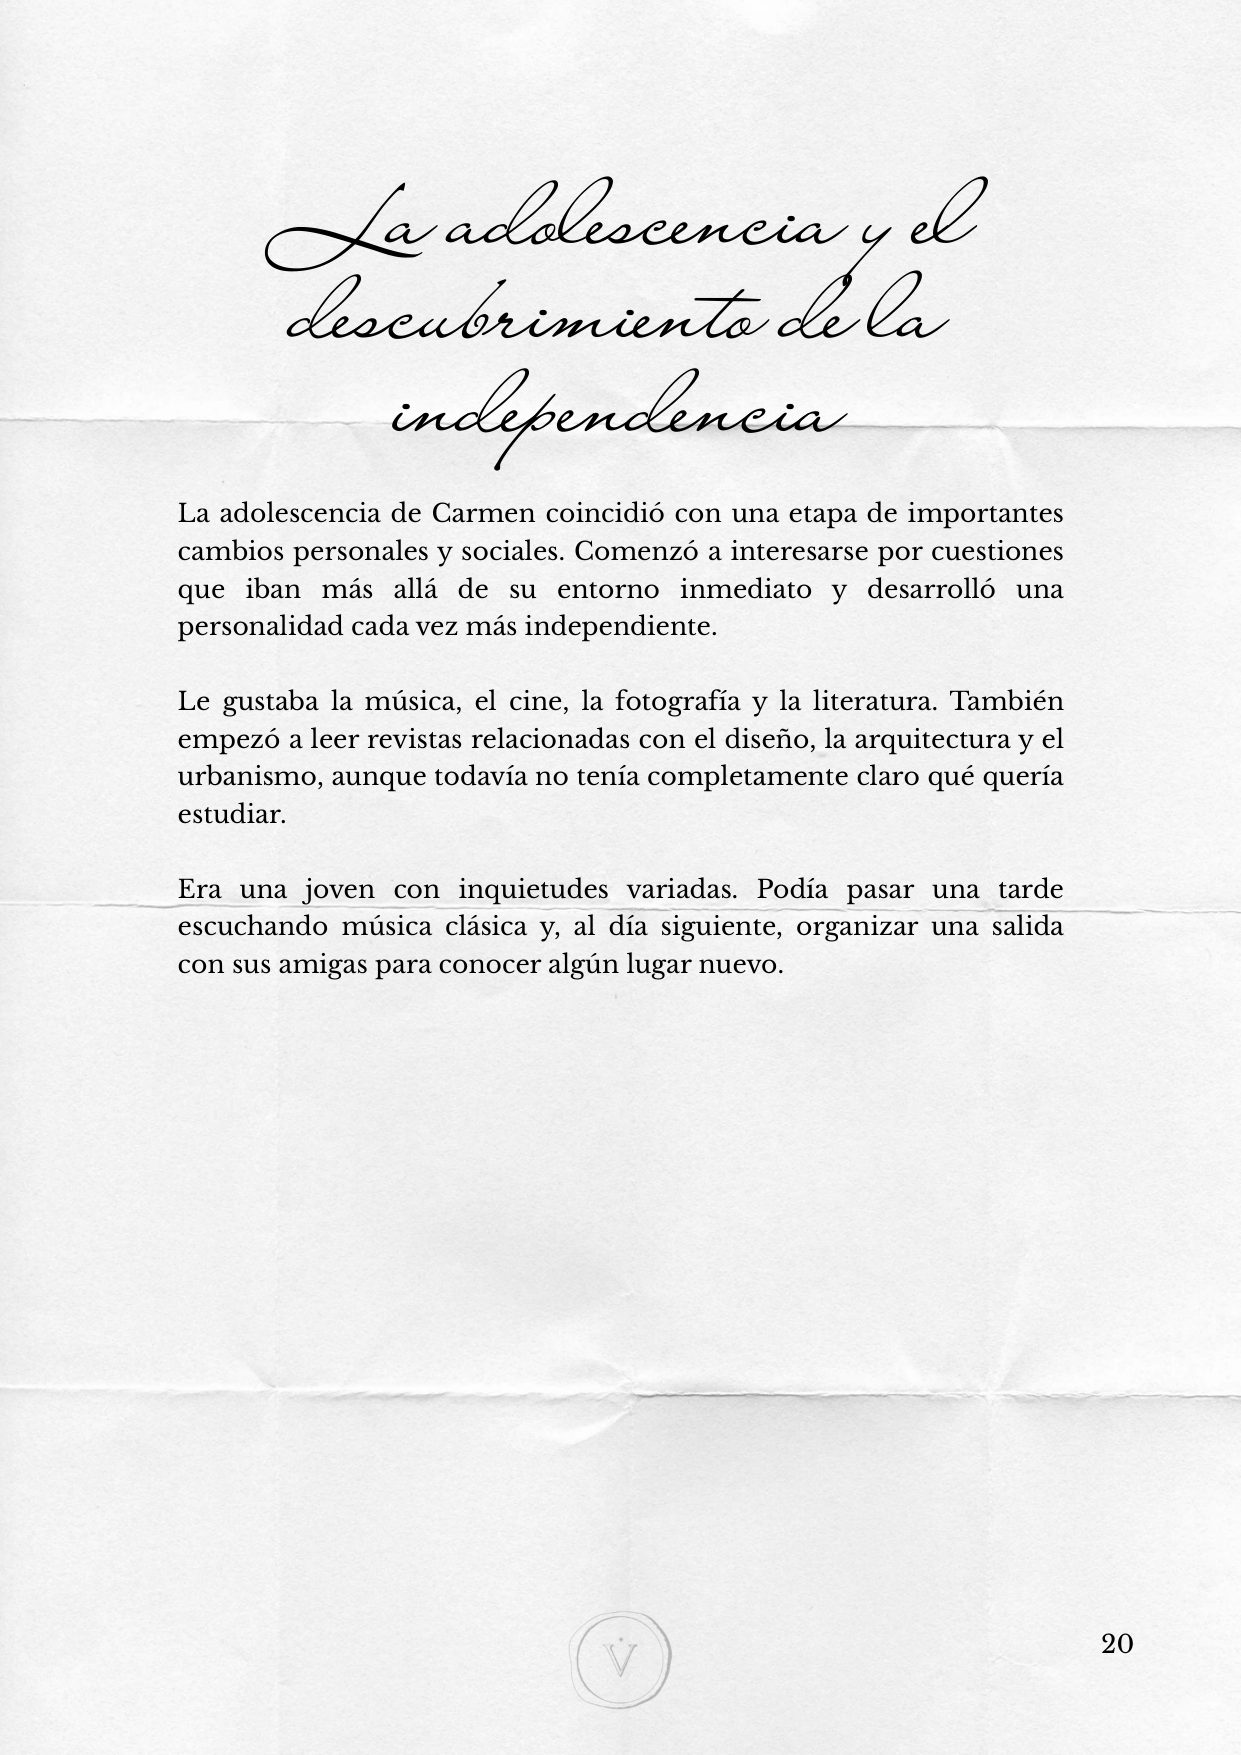 La adolescencia y el
descubrimiento de la
independencia
La adolescencia de Carmen coincidió con una etapa de importantes
cambios personales y sociales. Comenzó a interesarse por cuestiones
que iban más allá de su entorno inmediato y desarrolló una
personalidad cada vez más independiente.
Le gustaba la música, el cine, la fotografía y la literatura. También
empezó a leer revistas relacionadas con el diseño, la arquitectura y el
urbanismo, aunque todavía no tenía completamente claro qué quería
estudiar.
Era una joven con inquietudes variadas. Podía pasar una tarde
escuchando música clásica y, al día siguiente, organizar una salida
con sus amigas para conocer algún lugar nuevo.
V
20